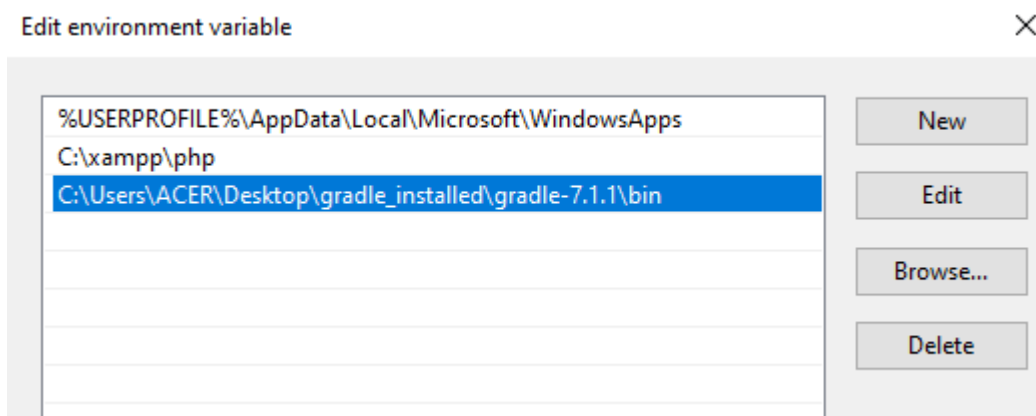 Edit environment variable
%USERPROFILE%\AppData\Local\Microsoft\WindowsApps
C:\xampp\php
C:\Users\ACER\Desktop\gradle_installed\gradle-7.1.1\bin
New
Edit
Browse...
Delete